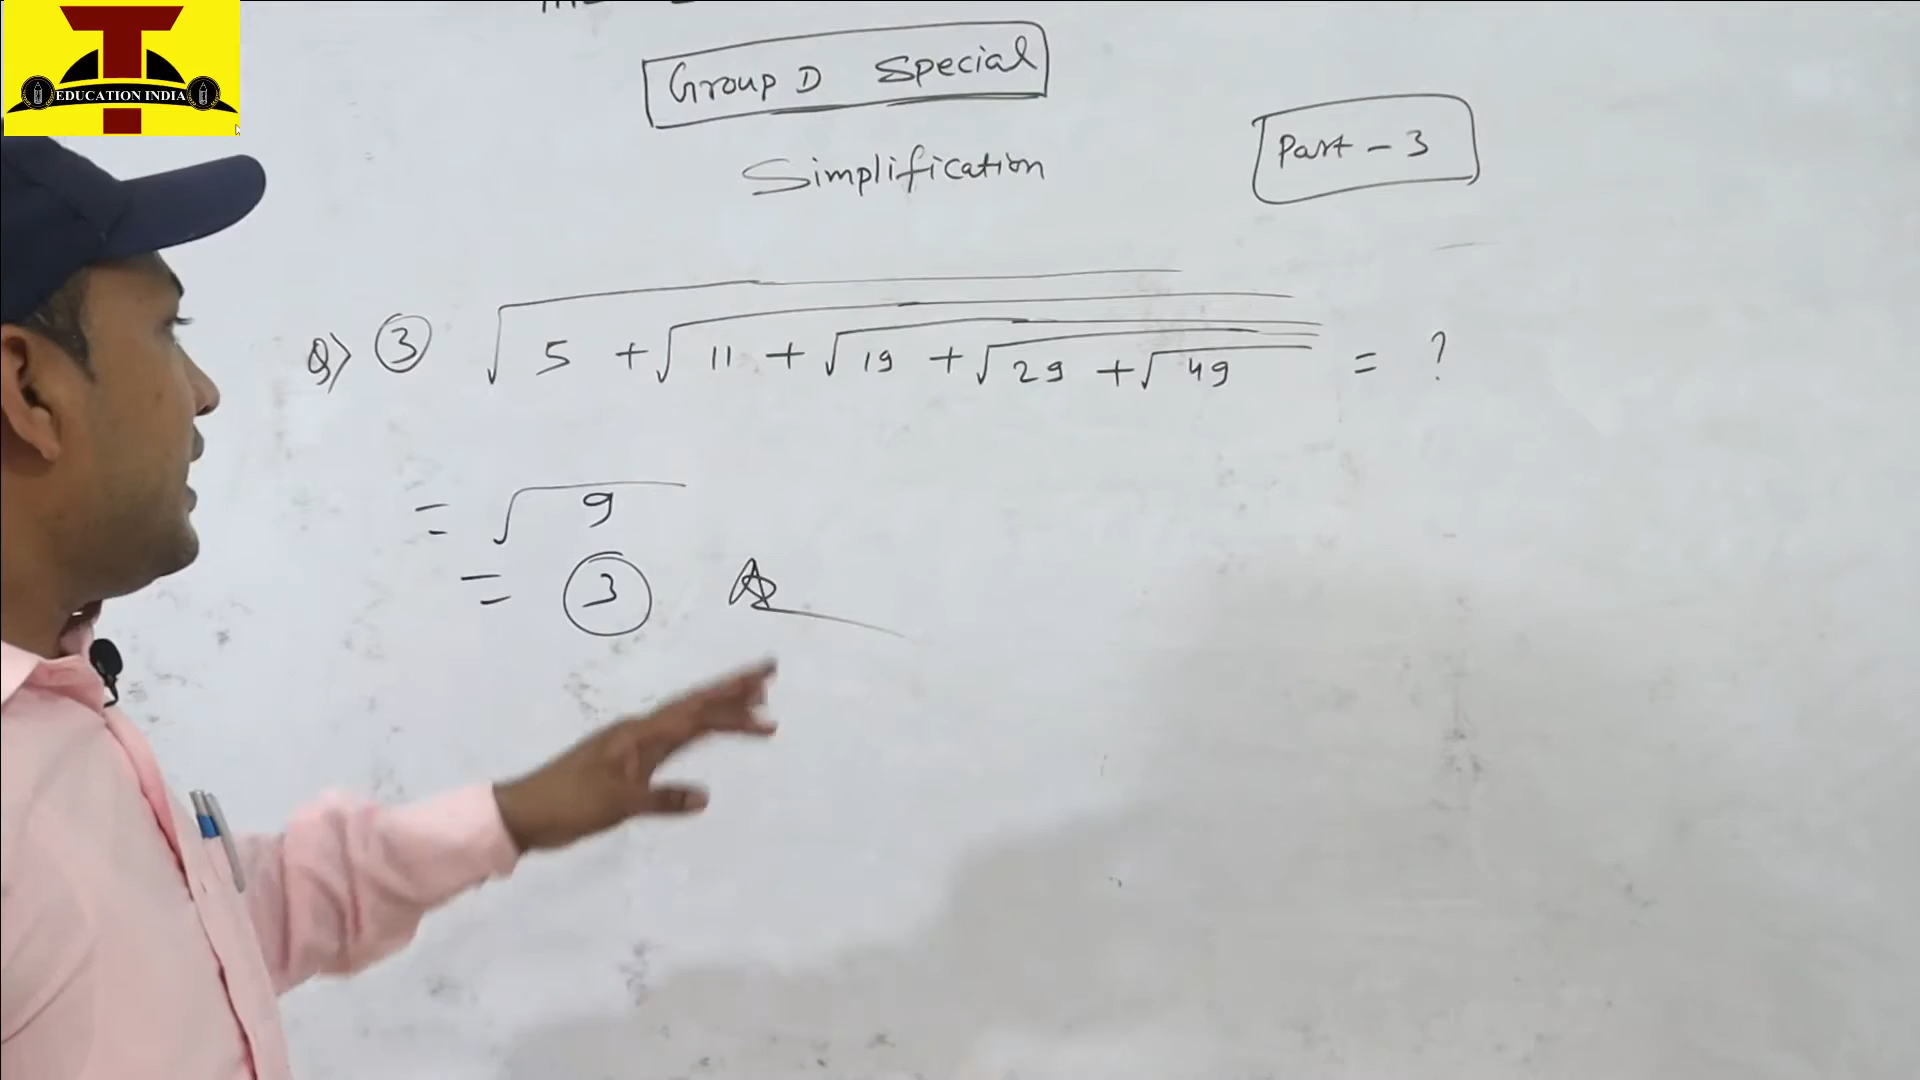 T
EDUCATION INDIA
Group D Special
Simplification
Part - 3
Q) ③ √(5 + √(11 + √(19 + √(29 + √49)))) = ?
= √9
= ③